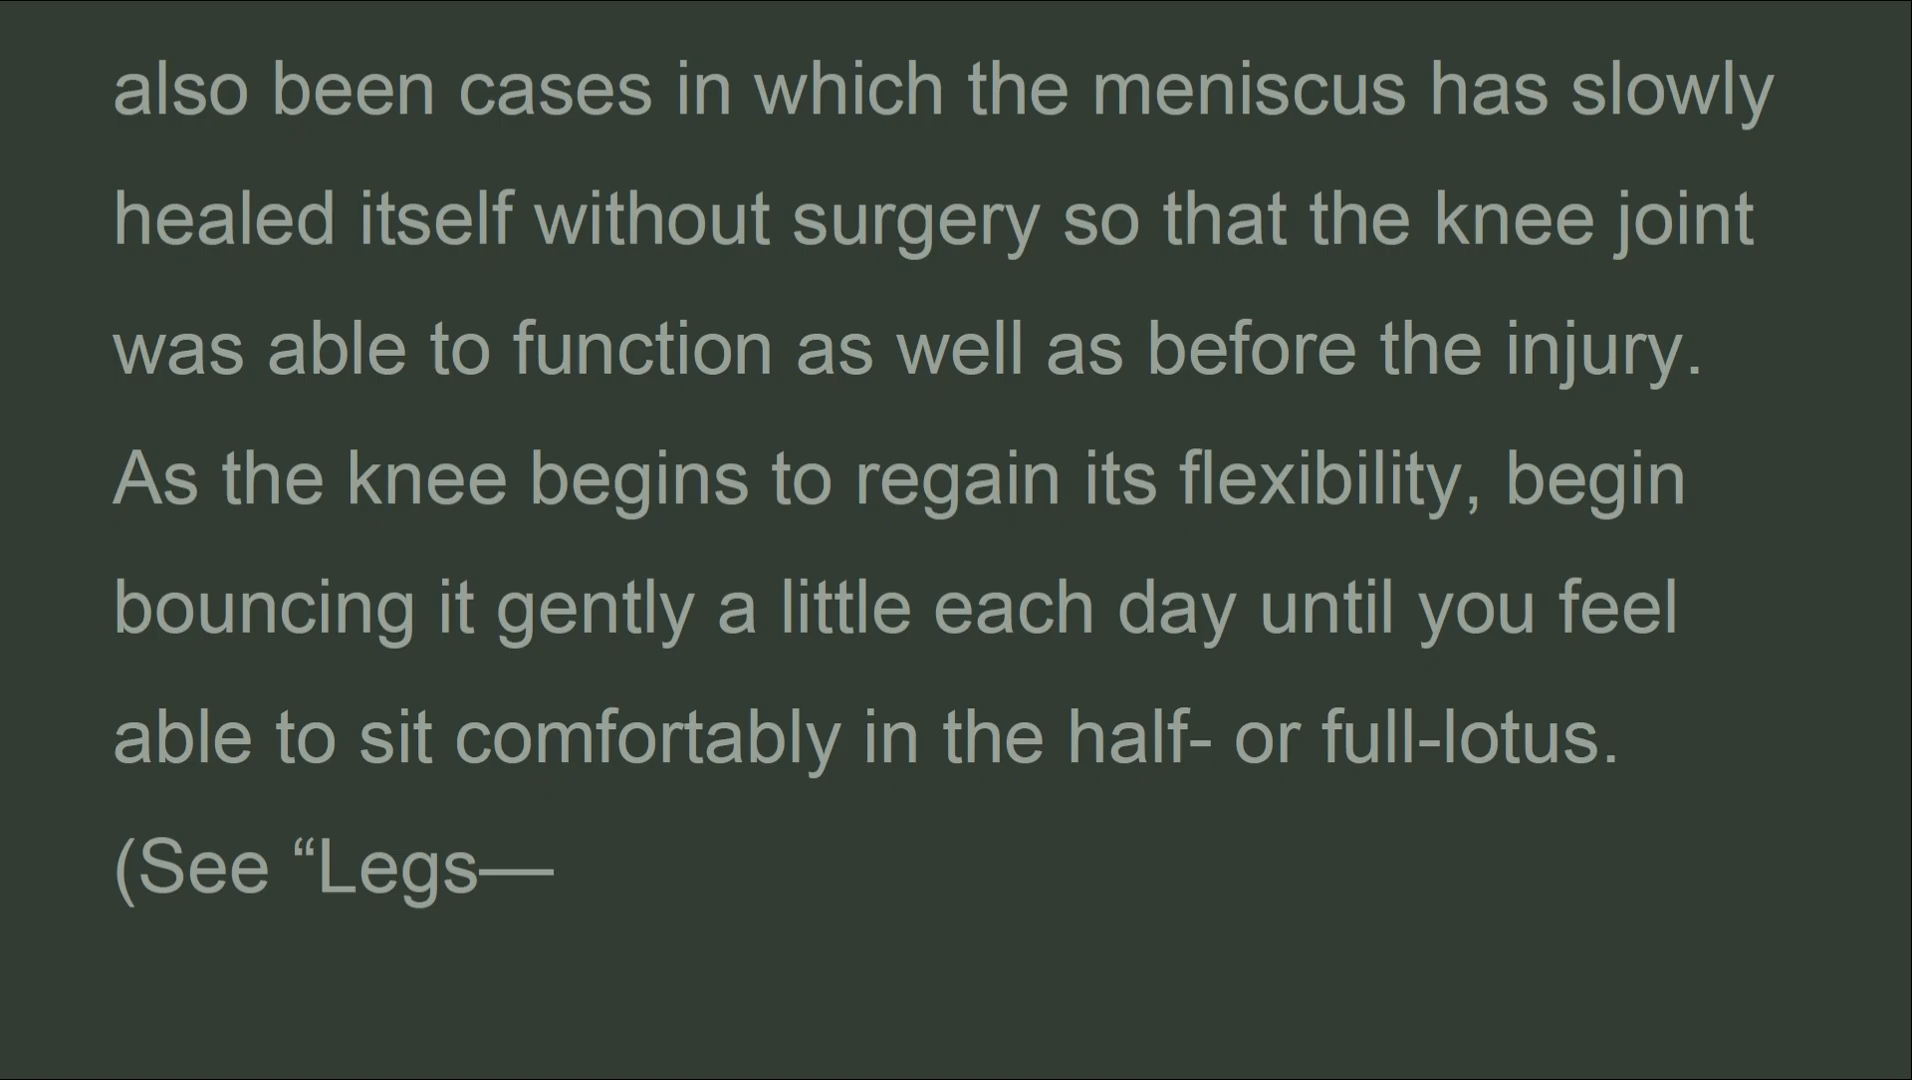 also been cases in which the meniscus has slowly
healed itself without surgery so that the knee joint
was able to function as well as before the injury.
As the knee begins to regain its flexibility, begin
bouncing it gently a little each day until you feel
able to sit comfortably in the half- or full-lotus.
(See “Legs—